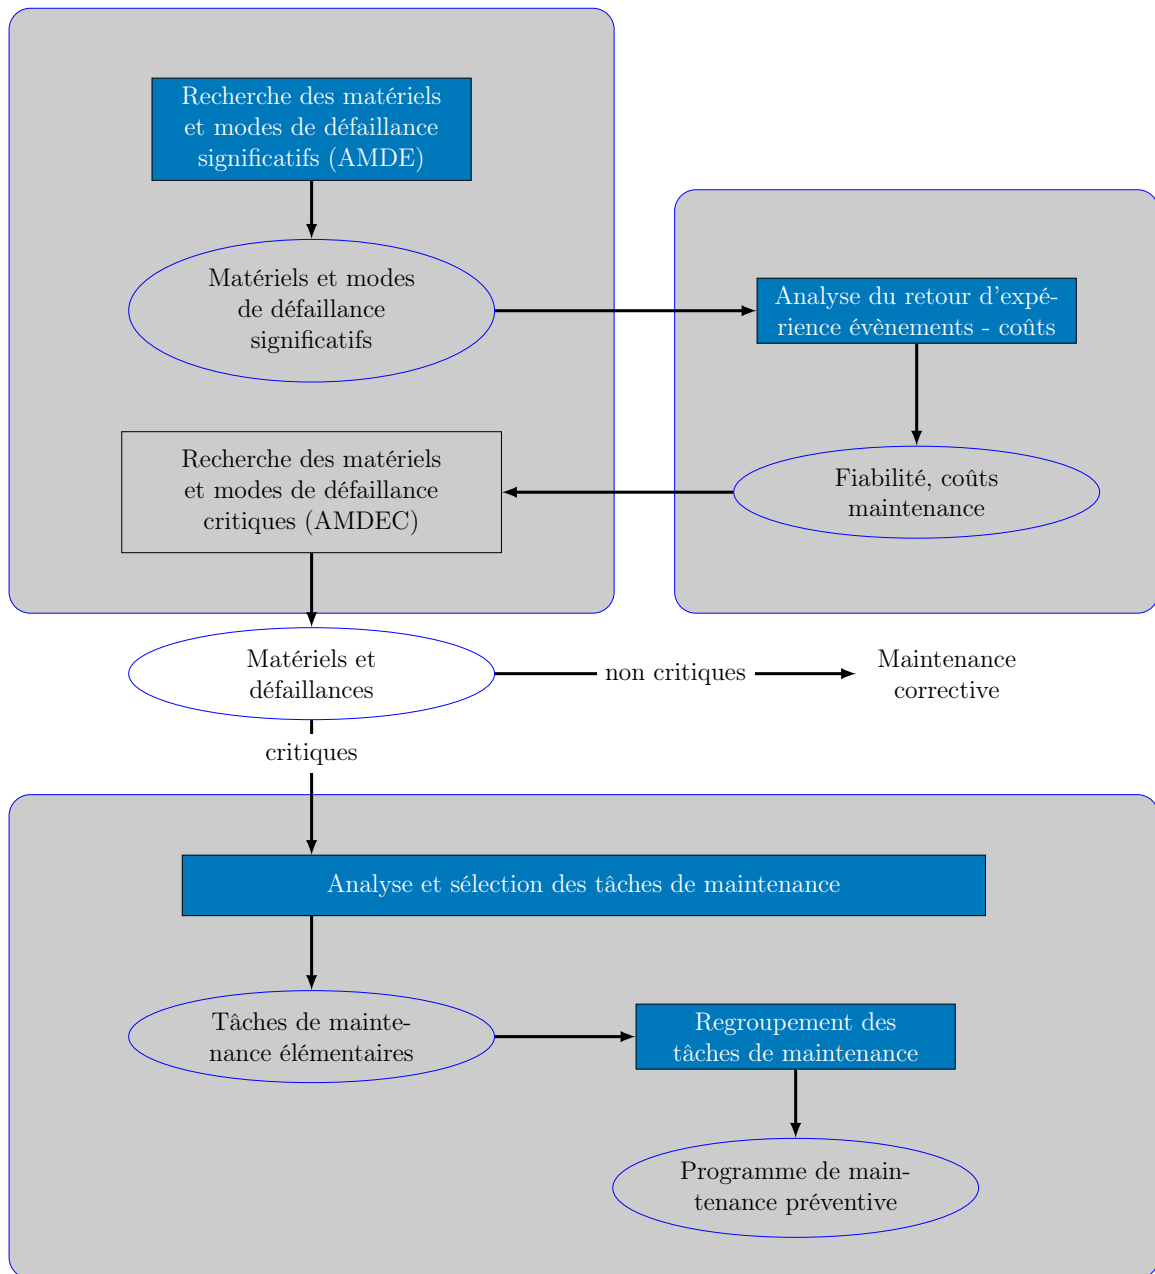 Recherche des matériels
et modes de défaillance
significatifs (AMDE)
Matériels et modes
de défaillance
significatifs
Analyse du retour d'expé-
rience évènements - coûts
Recherche des matériels
et modes de défaillance
critiques (AMDEC)
Fiabilité, coûts
maintenance
Matériels et
défaillances
non critiques
Maintenance
corrective
critiques
Analyse et sélection des tâches de maintenance
Tâches de mainte-
nance élémentaires
Regroupement des
tâches de maintenance
Programme de main-
tenance préventive